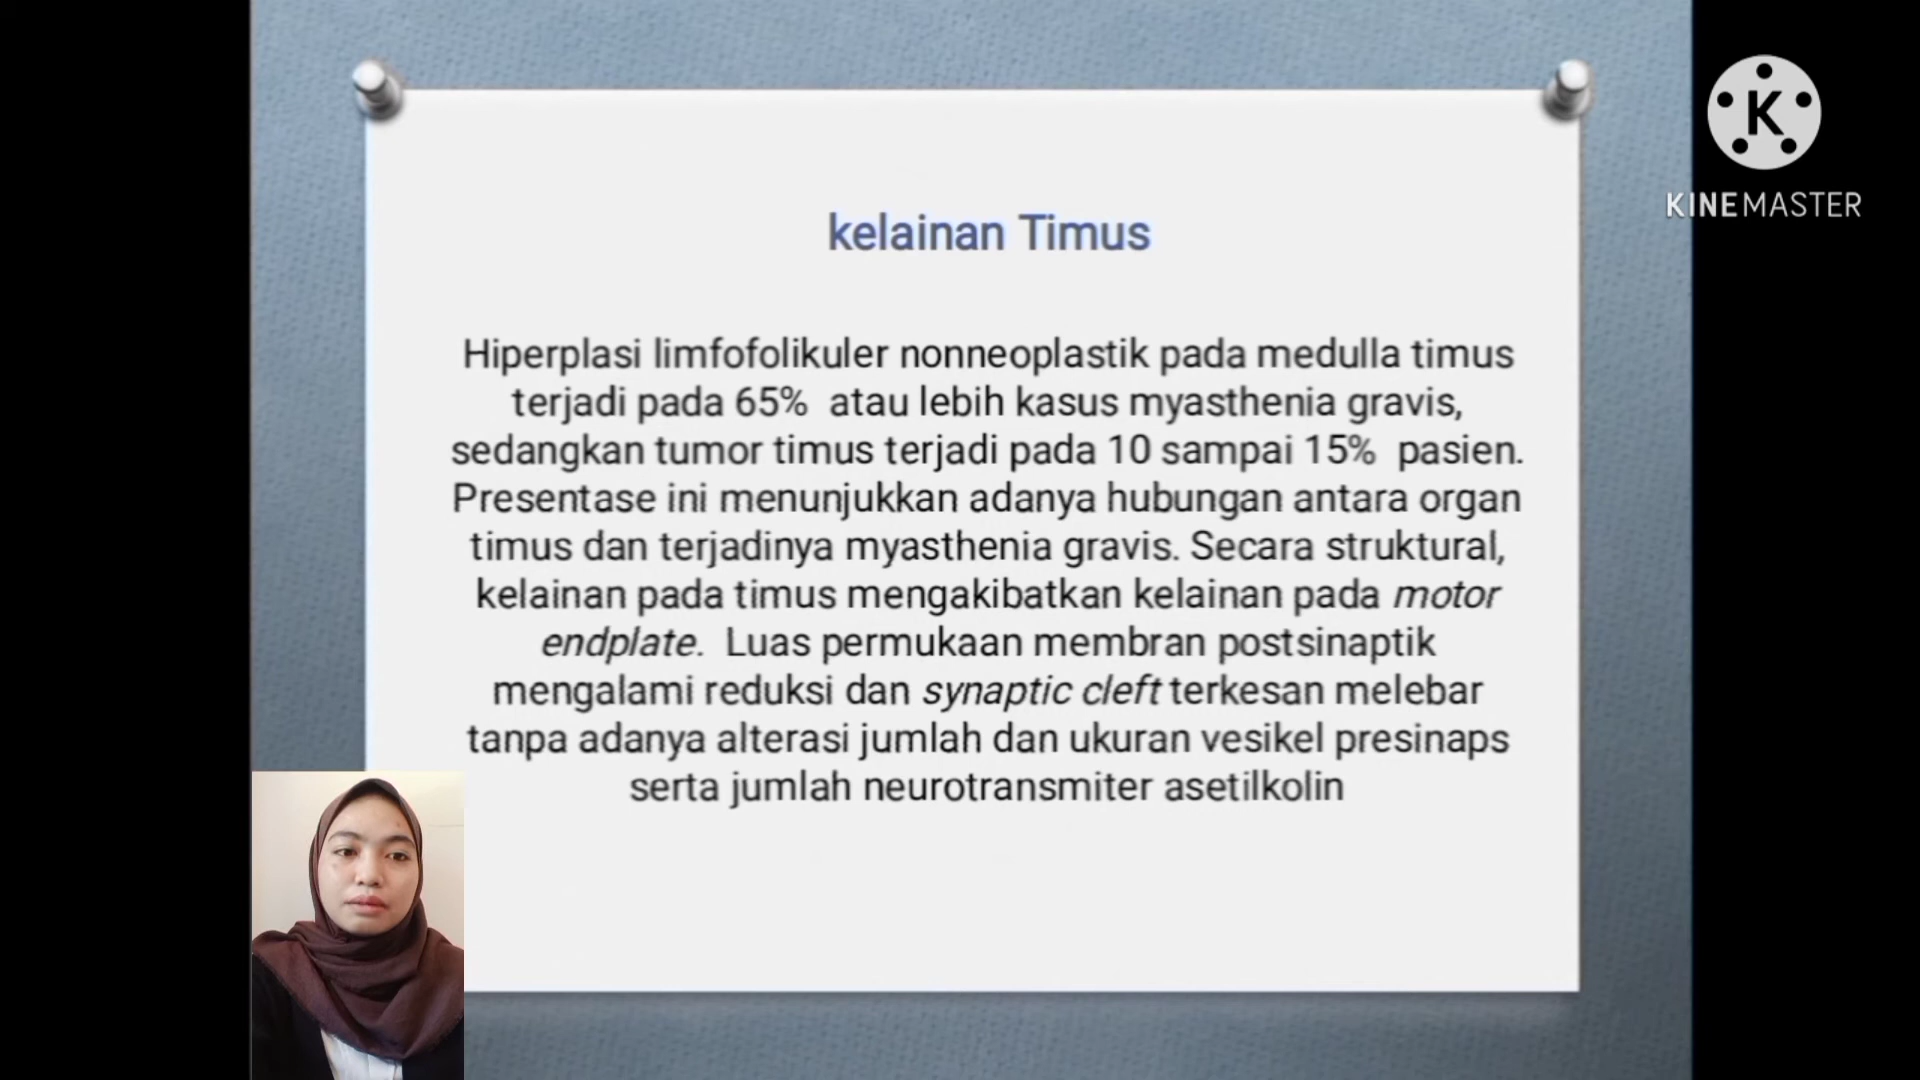 kelainan Timus
Hiperplasi limfofolikuler nonneoplastik pada medulla timus
terjadi pada 65% atau lebih kasus myasthenia gravis,
sedangkan tumor timus terjadi pada 10 sampai 15% pasien.
Presentase ini menunjukkan adanya hubungan antara organ
timus dan terjadinya myasthenia gravis. Secara struktural,
kelainan pada timus mengakibatkan kelainan pada motor
endplate. Luas permukaan membran postsinaptik
mengalami reduksi dan synaptic cleft terkesan melebar
tanpa adanya alterasi jumlah dan ukuran vesikel presinaps
serta jumlah neurotransmiter asetilkolin
K
KINEMASTER